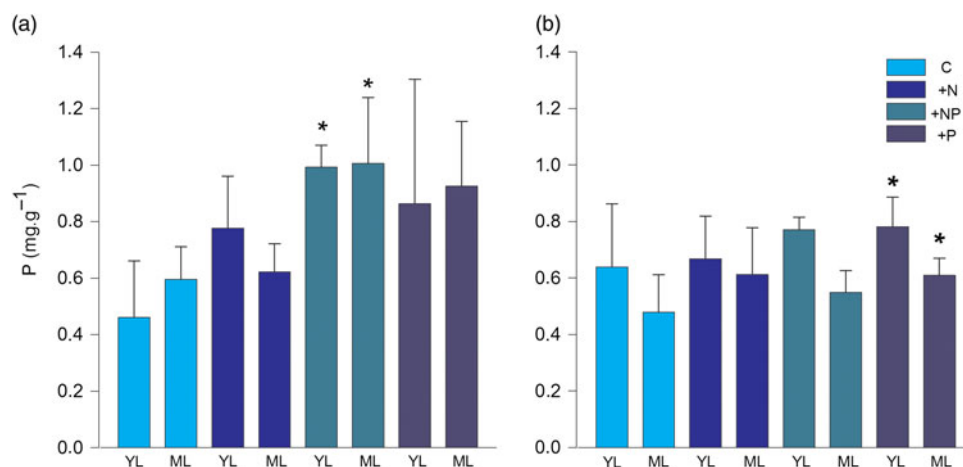 (a)
(b)
P (mg.g−1)
1.4
1.2
1.0
0.8
0.6
0.4
0.2
0.0
* *
YL ML YL ML YL ML YL ML
1.4
1.2
1.0
0.8
0.6
0.4
0.2
0.0
C
+N
+NP
+P
* *
YL ML YL ML YL ML YL ML